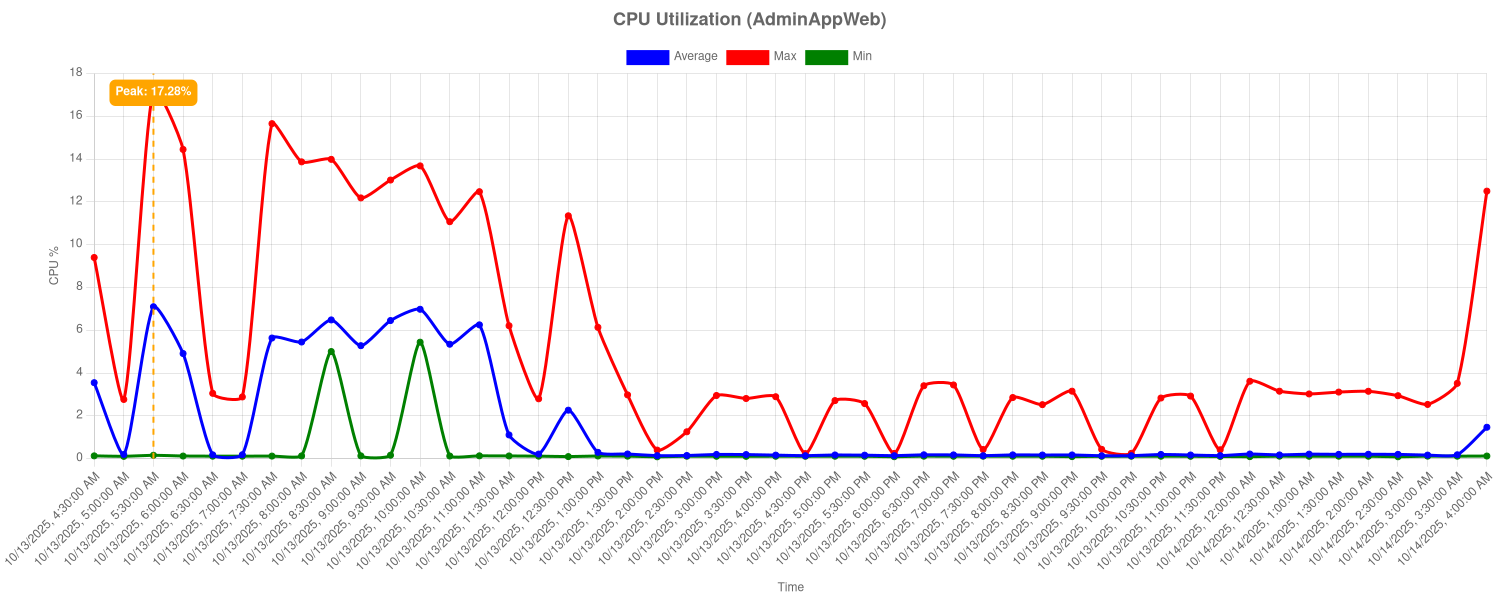 CPU Utilization (AdminAppWeb)
Average Max Min
Peak: 17.28%
CPU %
18
16
14
12
10
8
6
4
2
0
10/13/2025, 4:30:00 AM
10/13/2025, 5:00:00 AM
10/13/2025, 5:30:00 AM
10/13/2025, 6:00:00 AM
10/13/2025, 6:30:00 AM
10/13/2025, 7:00:00 AM
10/13/2025, 7:30:00 AM
10/13/2025, 8:00:00 AM
10/13/2025, 8:30:00 AM
10/13/2025, 9:00:00 AM
10/13/2025, 9:30:00 AM
10/13/2025, 10:00:00 AM
10/13/2025, 10:30:00 AM
10/13/2025, 11:00:00 AM
10/13/2025, 11:30:00 AM
10/13/2025, 12:00:00 PM
10/13/2025, 12:30:00 PM
10/13/2025, 1:00:00 PM
10/13/2025, 1:30:00 PM
10/13/2025, 2:00:00 PM
10/13/2025, 2:30:00 PM
10/13/2025, 3:00:00 PM
10/13/2025, 3:30:00 PM
10/13/2025, 4:00:00 PM
10/13/2025, 4:30:00 PM
10/13/2025, 5:00:00 PM
10/13/2025, 5:30:00 PM
10/13/2025, 6:00:00 PM
10/13/2025, 6:30:00 PM
10/13/2025, 7:00:00 PM
10/13/2025, 7:30:00 PM
10/13/2025, 8:00:00 PM
10/13/2025, 8:30:00 PM
10/13/2025, 9:00:00 PM
10/13/2025, 9:30:00 PM
10/13/2025, 10:00:00 PM
10/13/2025, 10:30:00 PM
10/13/2025, 11:00:00 PM
10/13/2025, 11:30:00 PM
10/14/2025, 12:00:00 AM
10/14/2025, 12:30:00 AM
10/14/2025, 1:00:00 AM
10/14/2025, 1:30:00 AM
10/14/2025, 2:00:00 AM
10/14/2025, 2:30:00 AM
10/14/2025, 3:00:00 AM
10/14/2025, 3:30:00 AM
10/14/2025, 4:00:00 AM
Time